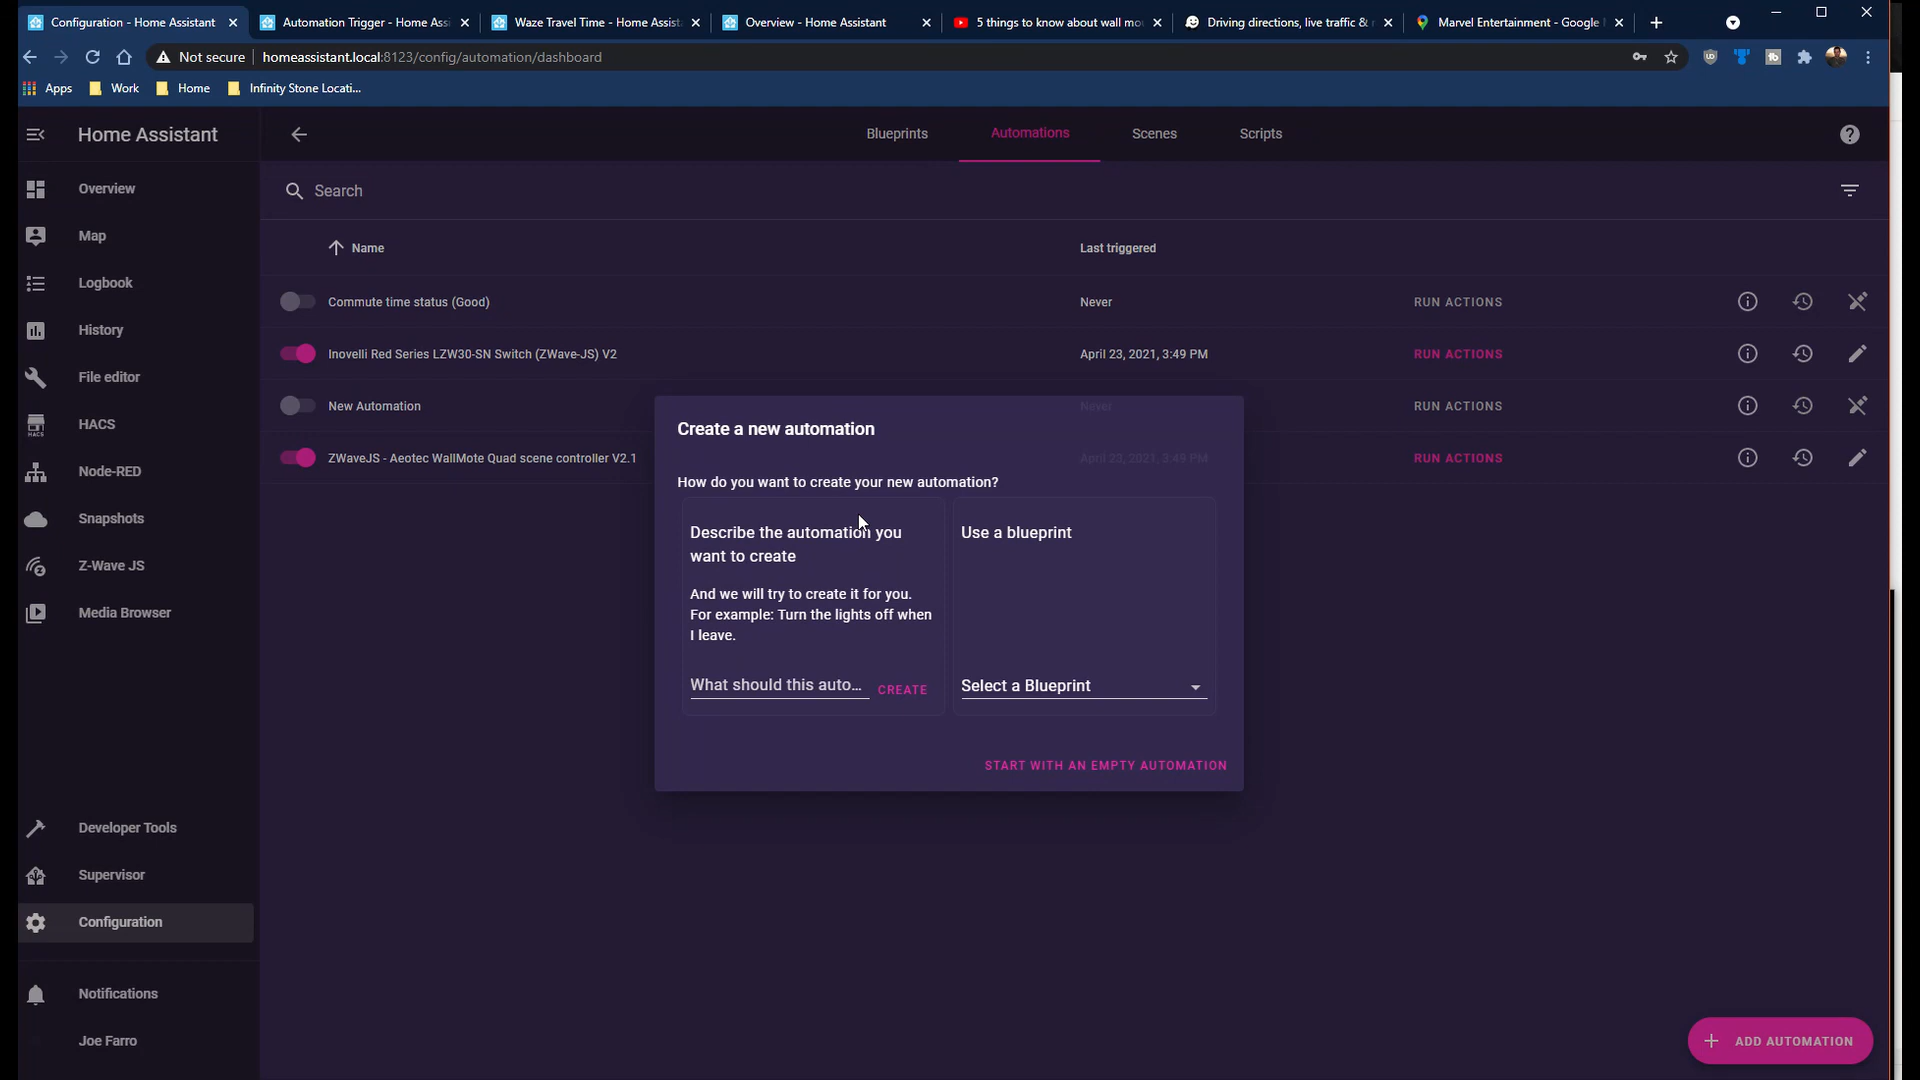 Configuration - Home Assistant
Automation Trigger - Home Assi
Waze Travel Time - Home Assist
Overview - Home Assistant
5 things to know about wall mo
Driving directions, live traffic &
Marvel Entertainment - Google
Not secure
homeassistant.local:8123/config/automation/dashboard
Apps
Work
Home
Infinity Stone Locati...
Home Assistant
Blueprints
Automations
Scenes
Scripts
Overview
Map
Logbook
History
File editor
HACS
HACS
Node-RED
Snapshots
Z-Wave JS
Media Browser
Developer Tools
Supervisor
Configuration
Notifications
Joe Farro
Search
Name
Last triggered
Commute time status (Good)
Never
RUN ACTIONS
Inovelli Red Series LZW30-SN Switch (ZWave-JS) V2
April 23, 2021, 3:49 PM
RUN ACTIONS
New Automation
Never
RUN ACTIONS
ZWaveJS - Aeotec WallMote Quad scene controller V2.1
April 23, 2021, 3:49 PM
RUN ACTIONS
Create a new automation
How do you want to create your new automation?
Describe the automation you
want to create
And we will try to create it for you.
For example: Turn the lights off when
I leave.
What should this auto...
CREATE
Use a blueprint
Select a Blueprint
START WITH AN EMPTY AUTOMATION
ADD AUTOMATION